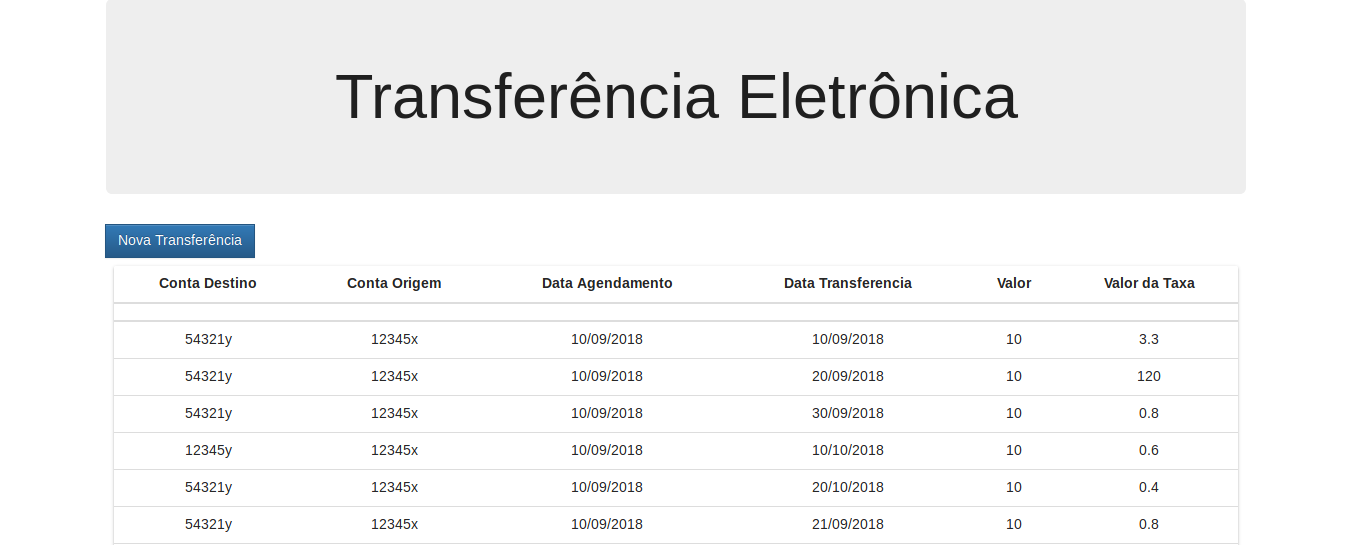 Transferência Eletrônica
Nova Transferência
Conta Destino Conta Origem Data Agendamento Data Transferencia Valor Valor da Taxa
54321y 12345x 10/09/2018 10/09/2018 10 3.3
54321y 12345x 10/09/2018 20/09/2018 10 120
54321y 12345x 10/09/2018 30/09/2018 10 0.8
12345y 12345x 10/09/2018 10/10/2018 10 0.6
54321y 12345x 10/09/2018 20/10/2018 10 0.4
54321y 12345x 10/09/2018 21/09/2018 10 0.8